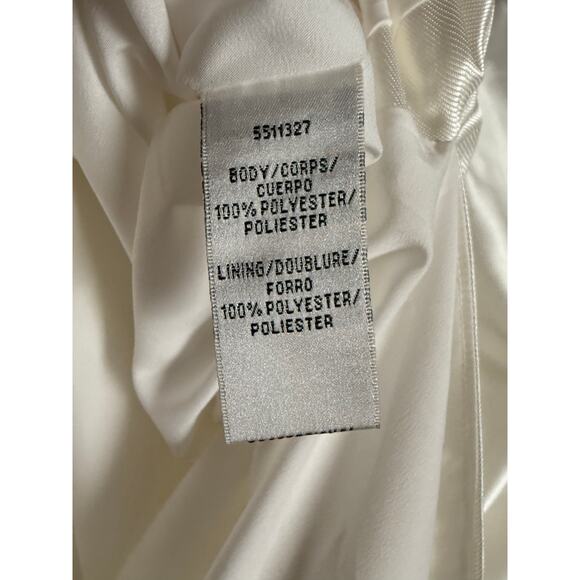 5511327
BODY/CORPS/
CUERPO
100% POLYESTER/
POLIESTER
LINING/DOUBLURE/
FORRO
100% POLYESTER/
POLIESTER